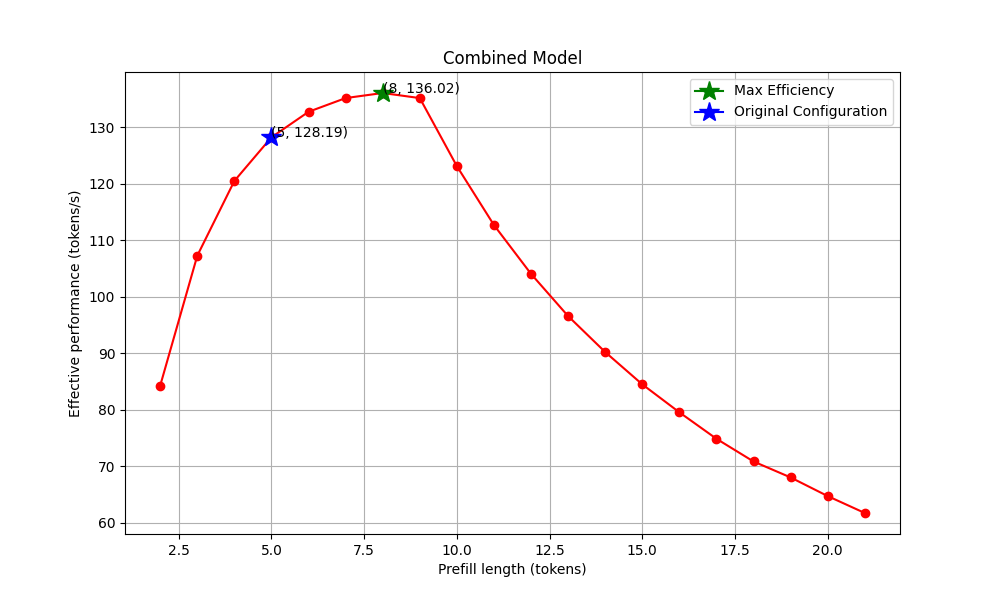 Combined Model
Max Efficiency
Original Configuration
(8, 136.02)
(5, 128.19)
Effective performance (tokens/s)
130
120
110
100
90
80
70
60
2.5 5.0 7.5 10.0 12.5 15.0 17.5 20.0
Prefill length (tokens)